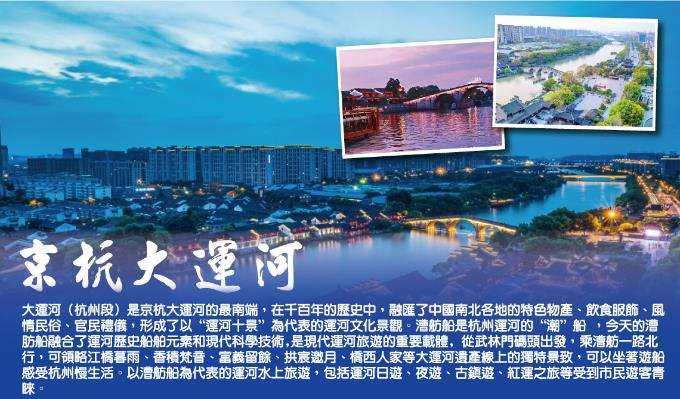 京杭大運河
大運河（杭州段）是京杭大運河的最南端，在千百年的歷史中，融匯了中國南北各地的特色物產、飲食服飾、風
情民俗、官民禮儀，形成了以“運河十景”為代表的運河文化景觀。漕舫船是杭州運河的“潮”船 ，今天的漕
舫船融合了運河歷史船舶元素和現代科學技術,是現代運河旅遊的重要載體，從武林門碼頭出發，乘漕舫一路北
行，可領略江橋暮雨、香積梵音、富義留餘、拱宸邀月、橋西人家等大運河遺產線上的獨特景致，可以坐著遊船
感受杭州慢生活。以漕舫船為代表的運河水上旅遊，包括運河日遊、夜遊、古鎮遊、紅運之旅等受到市民遊客青
睞。